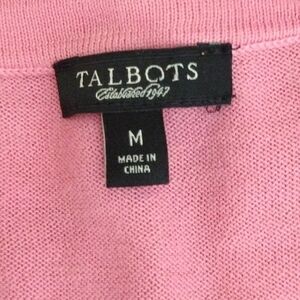 TALBOTS
Established 1947
M
MADE IN
CHINA